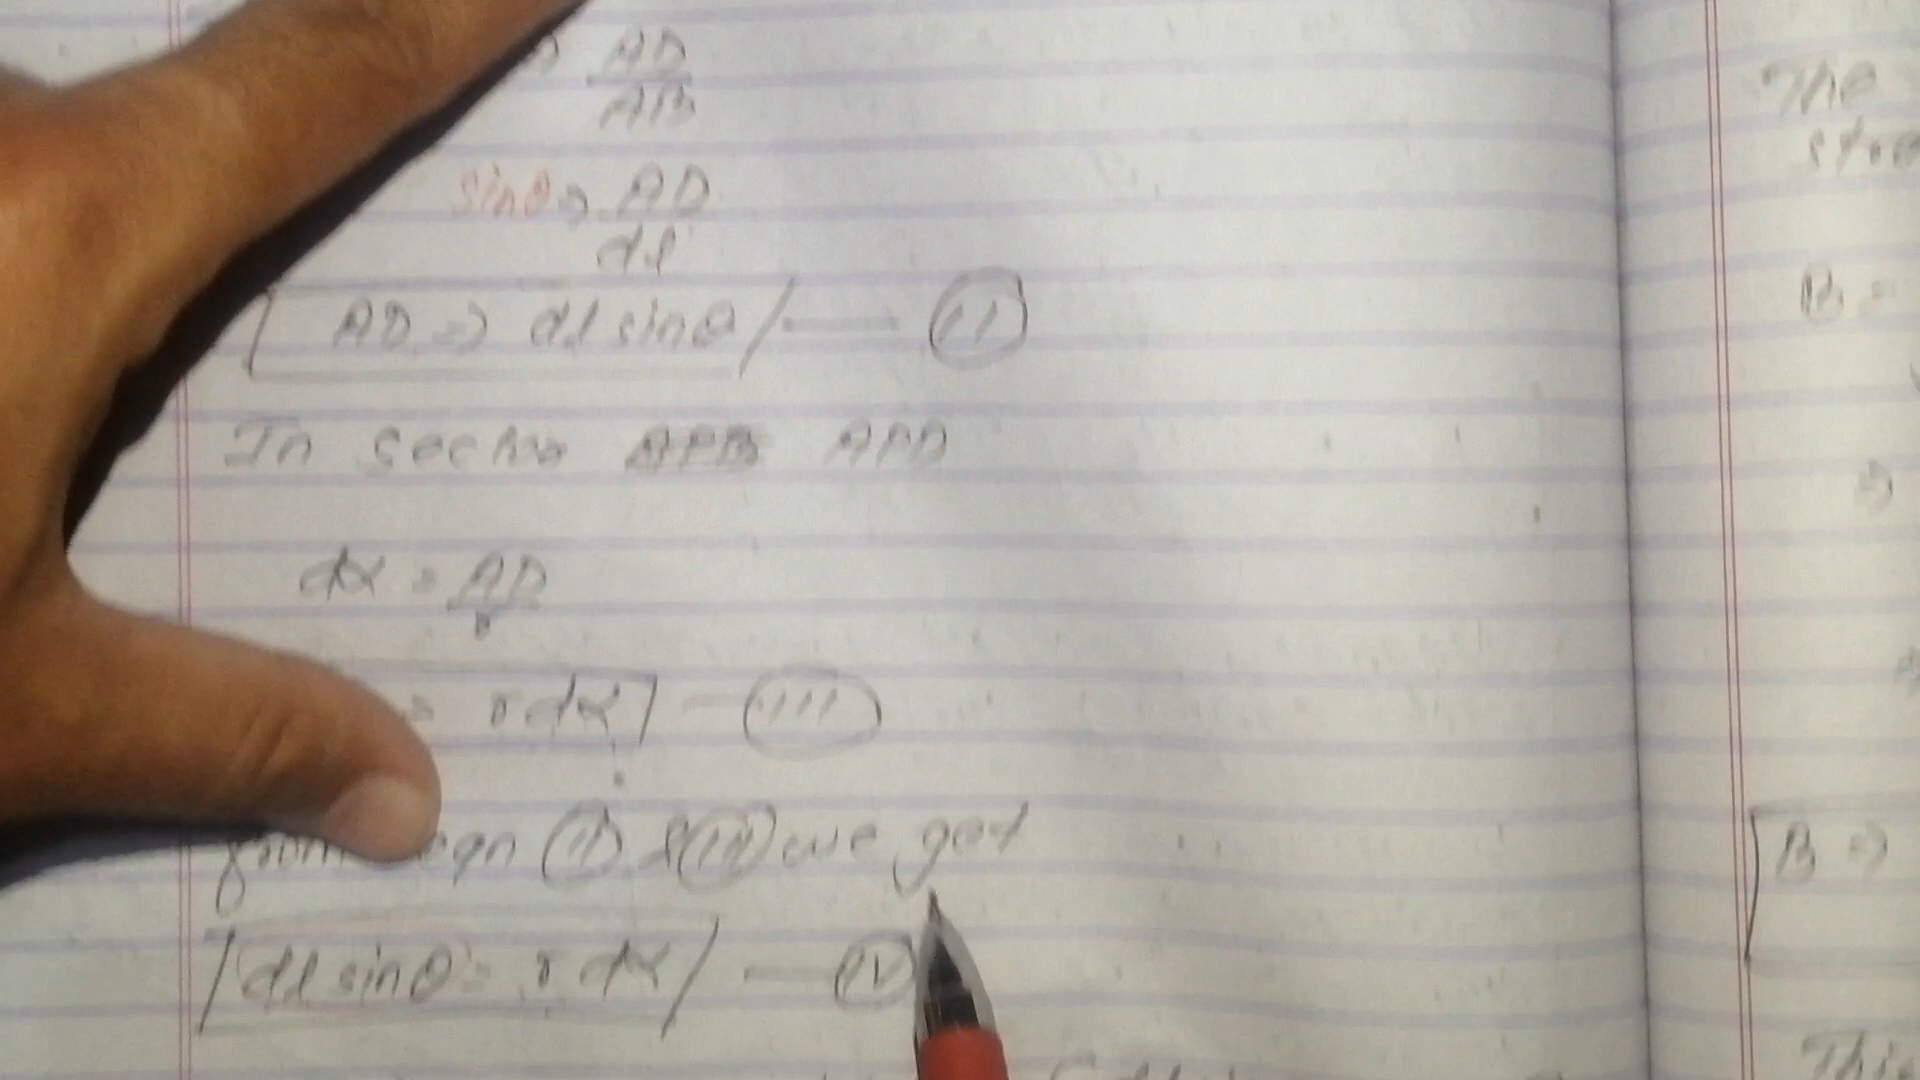 AD
AB
sinθ ⇒ AD
dl
AD ⇒ dl sinθ — (II)
In sector APD
dα = AD
r
= r dα — (III)
from eqn (II) & (III) we get
dl sinθ = r dα — (IV)
The
B =
⇒
B ⇒